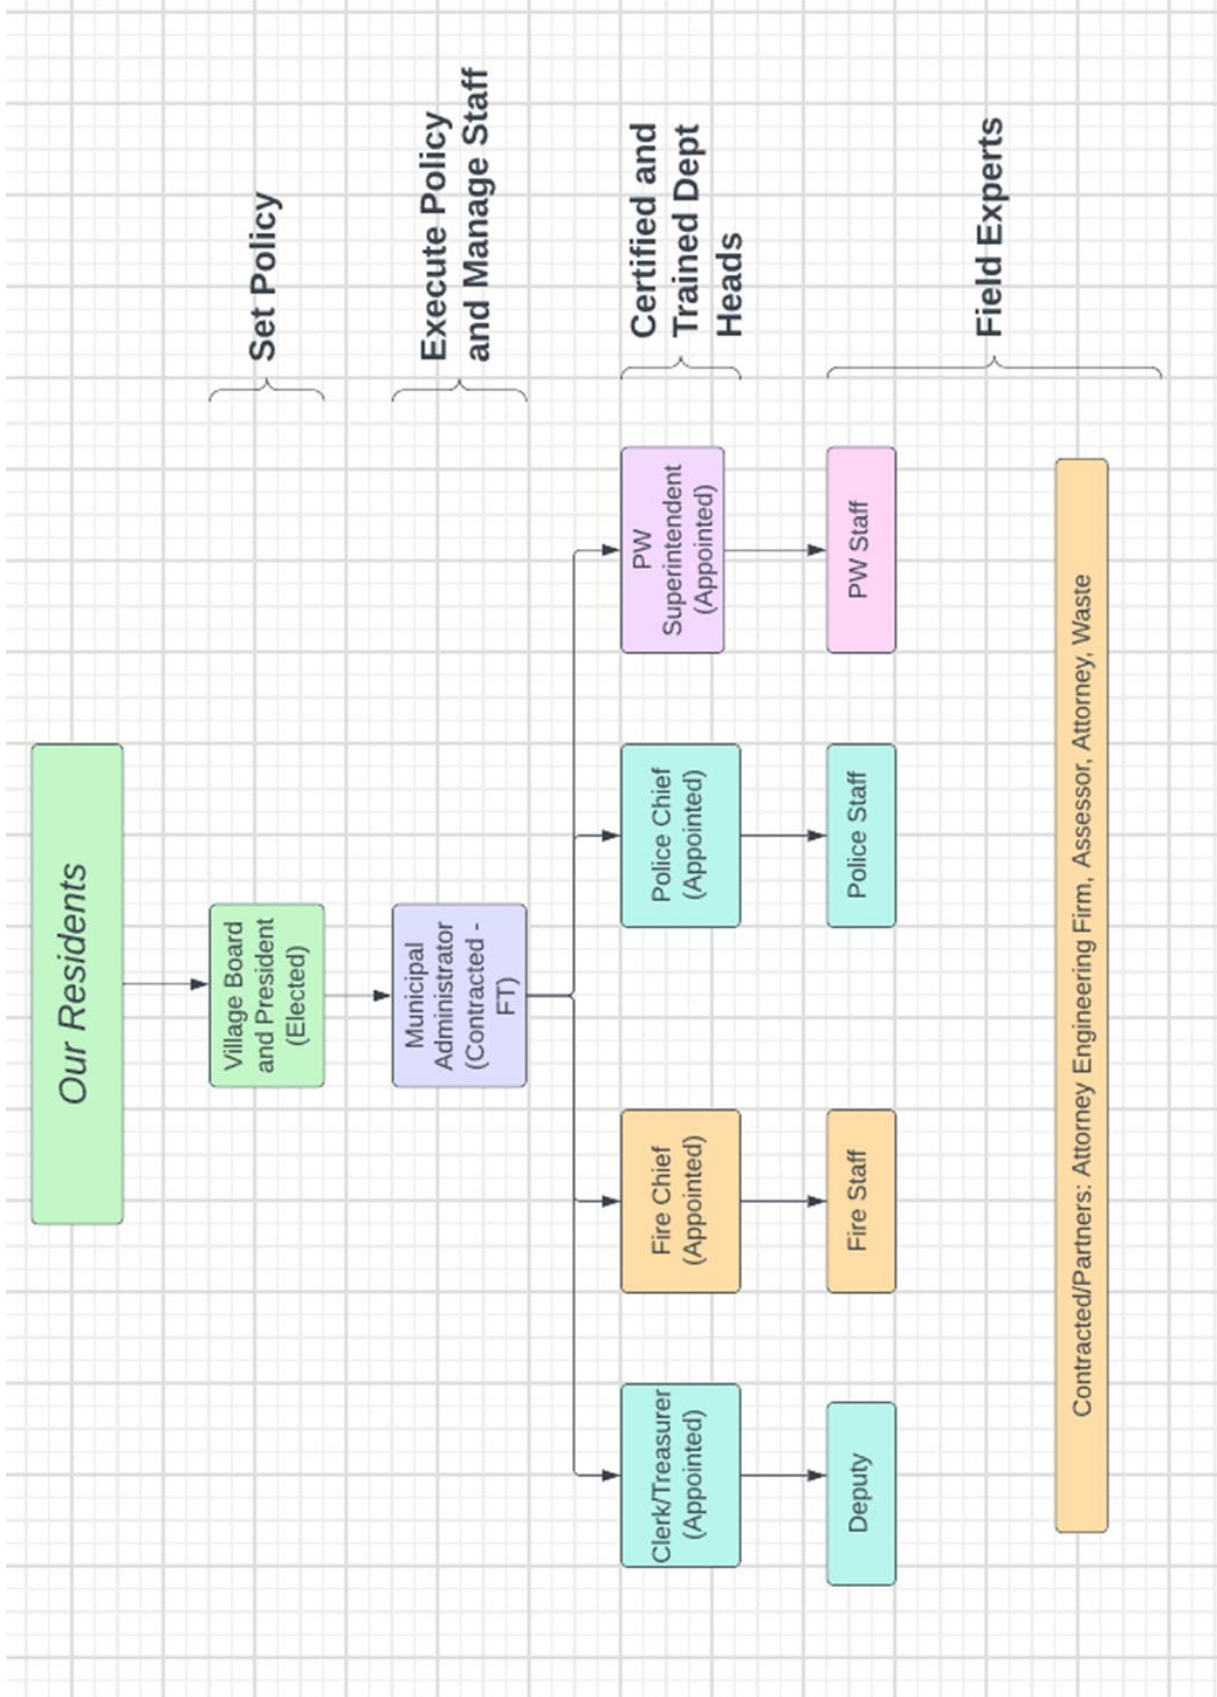 Our Residents
Village Board
and President
(Elected)
Set Policy
Municipal
Administrator
(Contracted -
FT)
Execute Policy
and Manage Staff
Clerk/Treasurer
(Appointed)
Fire Chief
(Appointed)
Police Chief
(Appointed)
PW
Superintendent
(Appointed)
Certified and
Trained Dept
Heads
Deputy
Fire Staff
Police Staff
PW Staff
Field Experts
Contracted/Partners: Attorney Engineering Firm, Assessor, Attorney, Waste